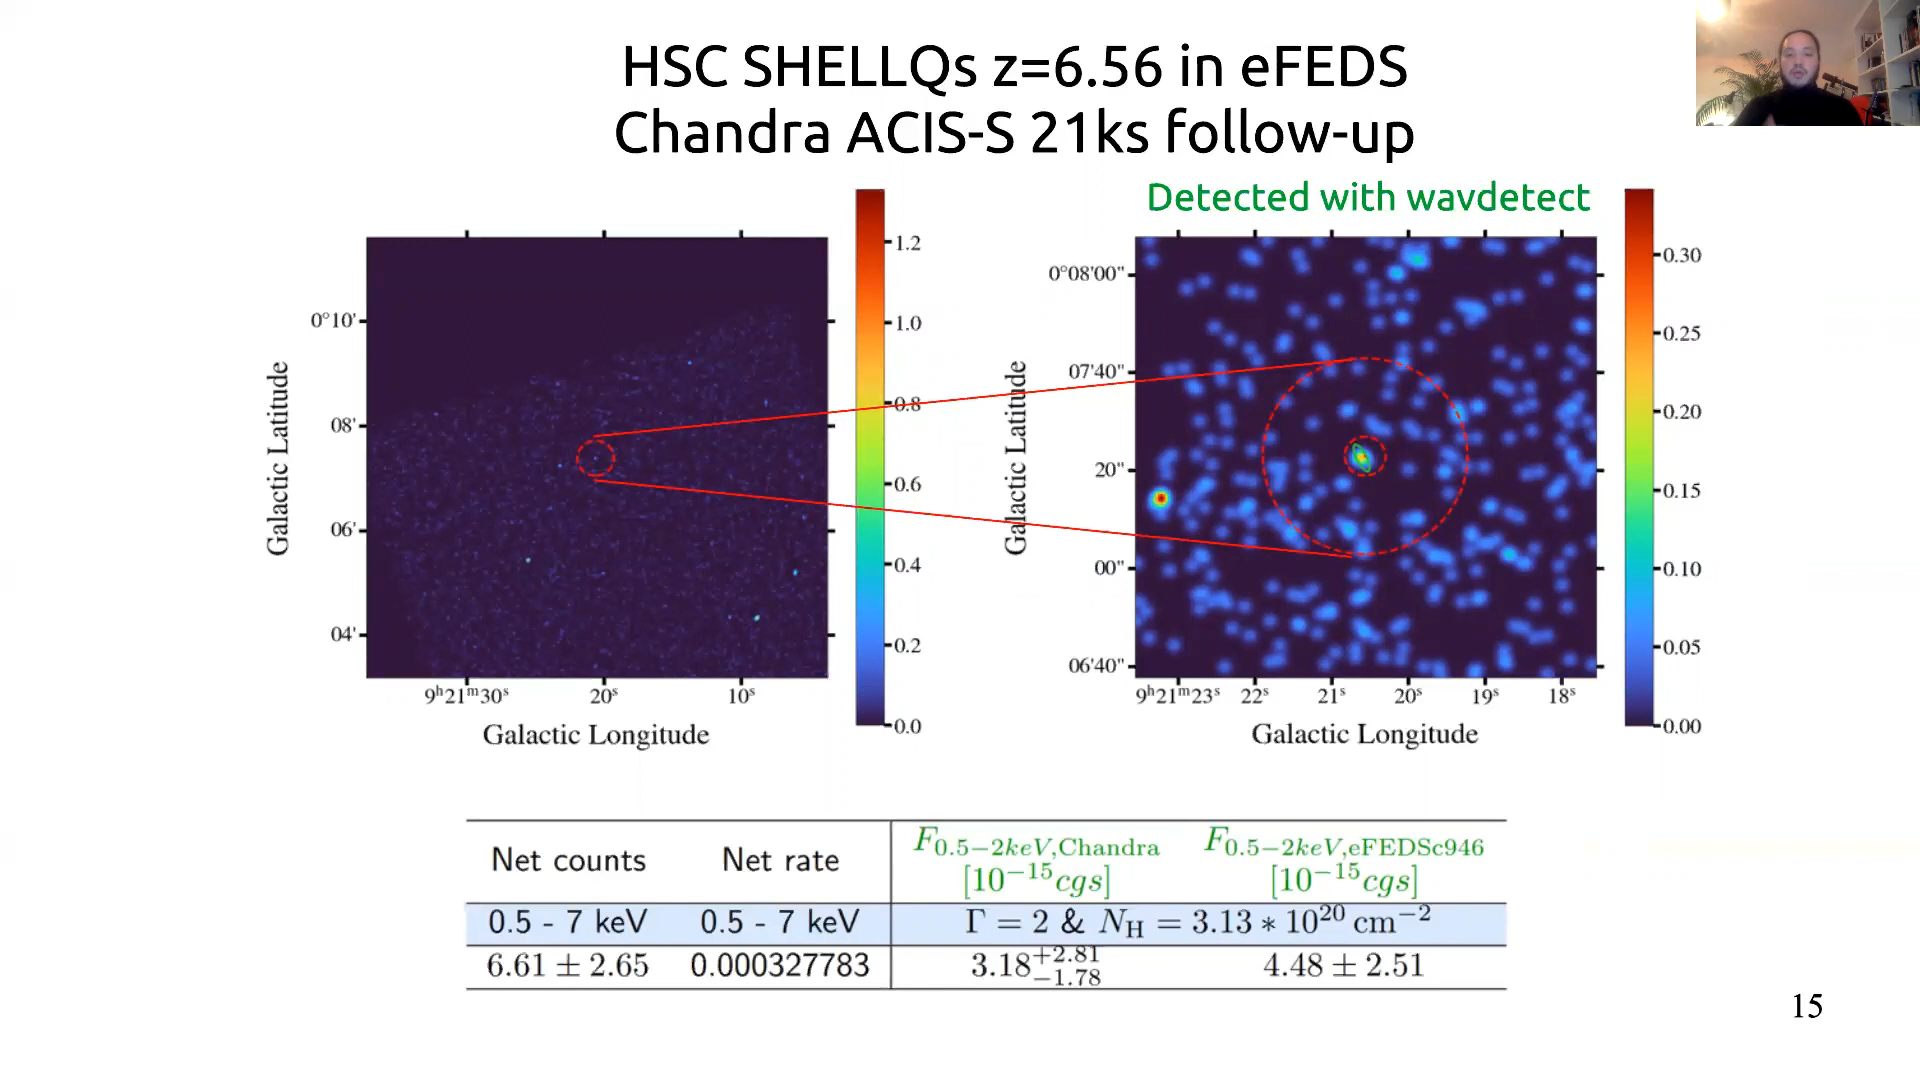 HSC SHELLQs z=6.56 in eFEDS
Chandra ACIS-S 21ks follow-up
Detected with wavdetect
Galactic Latitude
0°10'
08'
06'
04'
9ʰ21ᵐ30ˢ 20ˢ 10ˢ
Galactic Longitude
1.2
1.0
0.8
0.6
0.4
0.2
0.0
Galactic Latitude
0°08'00"
07'40"
20"
00"
06'40"
9ʰ21ᵐ23ˢ 22ˢ 21ˢ 20ˢ 19ˢ 18ˢ
Galactic Longitude
0.30
0.25
0.20
0.15
0.10
0.05
0.00
Net counts Net rate F₀.₅₋₂keV,Chandra [10⁻¹⁵cgs] F₀.₅₋₂keV,eFEDSc946 [10⁻¹⁵cgs]
0.5 - 7 keV 0.5 - 7 keV Γ = 2 & N_H = 3.13 * 10²⁰ cm⁻²
6.61 ± 2.65 0.000327783 3.18 +2.81 −1.78 4.48 ± 2.51
15